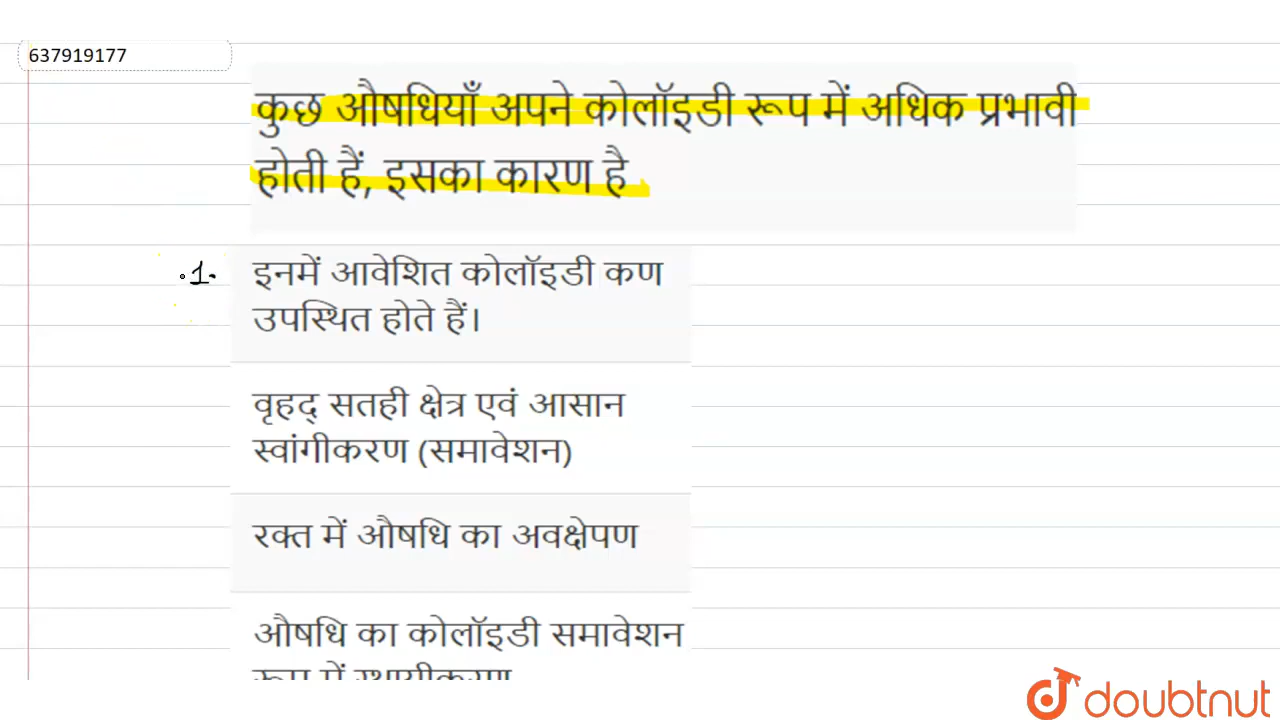 637919177
कुछ औषधियाँ अपने कोलॉइडी रूप में अधिक प्रभावी
होती हैं, इसका कारण है
.1.
इनमें आवेशित कोलॉइडी कण
उपस्थित होते हैं।
वृहद् सतही क्षेत्र एवं आसान
स्वांगीकरण (समावेशन)
रक्त में औषधि का अवक्षेपण
औषधि का कोलॉइडी समावेशन
रूप में स्थायीकरण
doubtnut